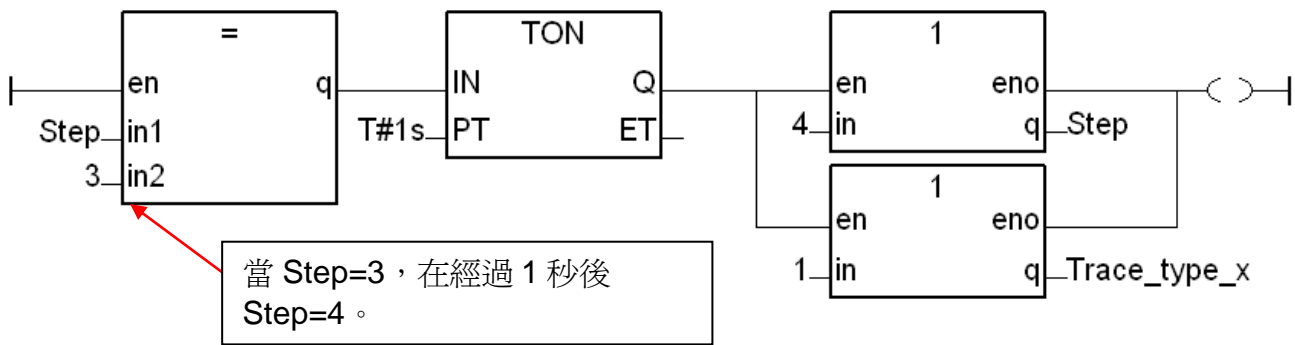 =
en
q
Step
in1
3
in2
TON
IN
Q
T#1s
PT
ET
1
en
eno
4
in
q
Step
1
en
eno
1
in
q
Trace_type_x
當 Step=3，在經過 1 秒後
Step=4。